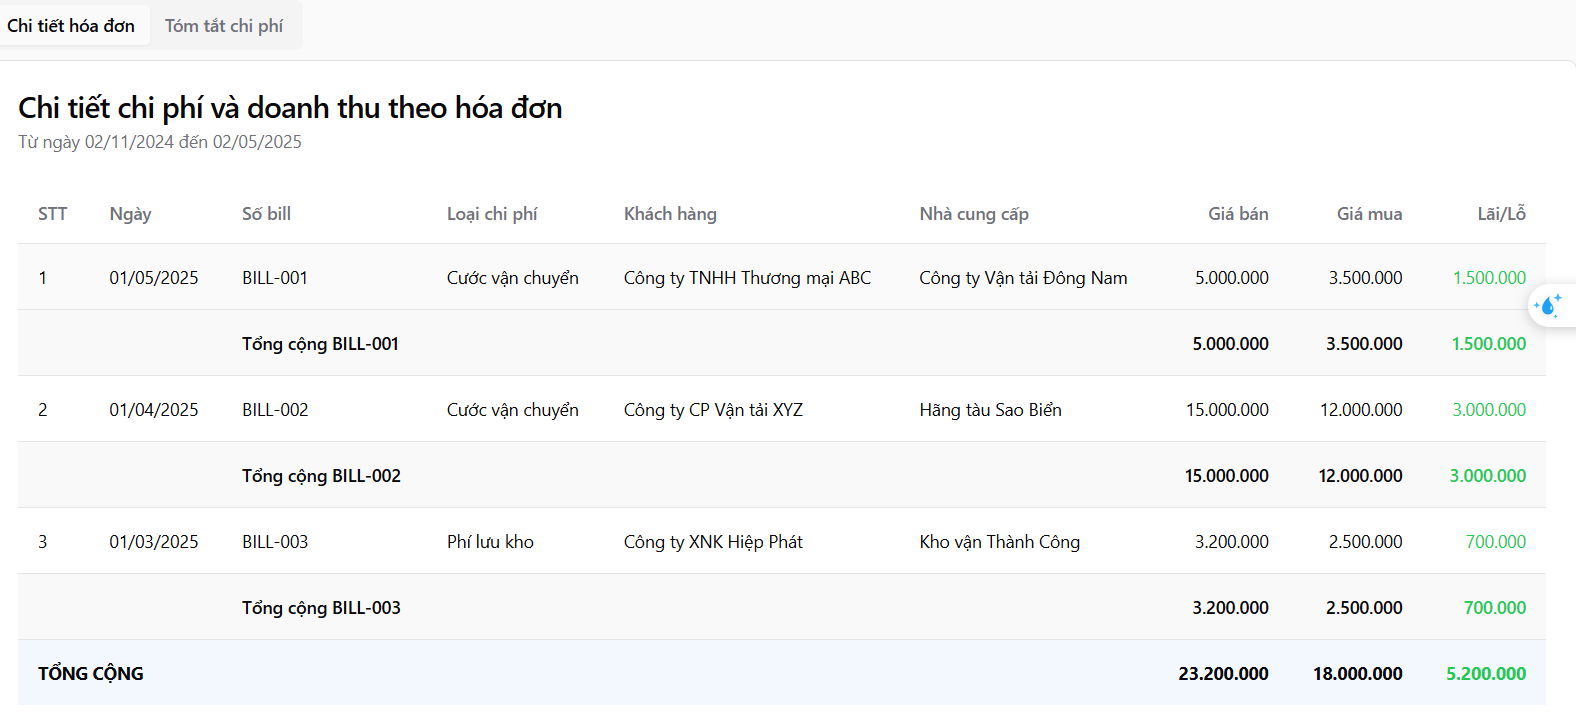 Chi tiết hóa đơn Tóm tắt chi phí
Chi tiết chi phí và doanh thu theo hóa đơn
Từ ngày 02/11/2024 đến 02/05/2025
STT Ngày Số bill Loại chi phí Khách hàng Nhà cung cấp Giá bán Giá mua Lãi/Lỗ
1 01/05/2025 BILL-001 Cước vận chuyển Công ty TNHH Thương mại ABC Công ty Vận tải Đông Nam 5.000.000 3.500.000 1.500.000
Tổng cộng BILL-001 5.000.000 3.500.000 1.500.000
2 01/04/2025 BILL-002 Cước vận chuyển Công ty CP Vận tải XYZ Hãng tàu Sao Biển 15.000.000 12.000.000 3.000.000
Tổng cộng BILL-002 15.000.000 12.000.000 3.000.000
3 01/03/2025 BILL-003 Phí lưu kho Công ty XNK Hiệp Phát Kho vận Thành Công 3.200.000 2.500.000 700.000
Tổng cộng BILL-003 3.200.000 2.500.000 700.000
TỔNG CỘNG 23.200.000 18.000.000 5.200.000